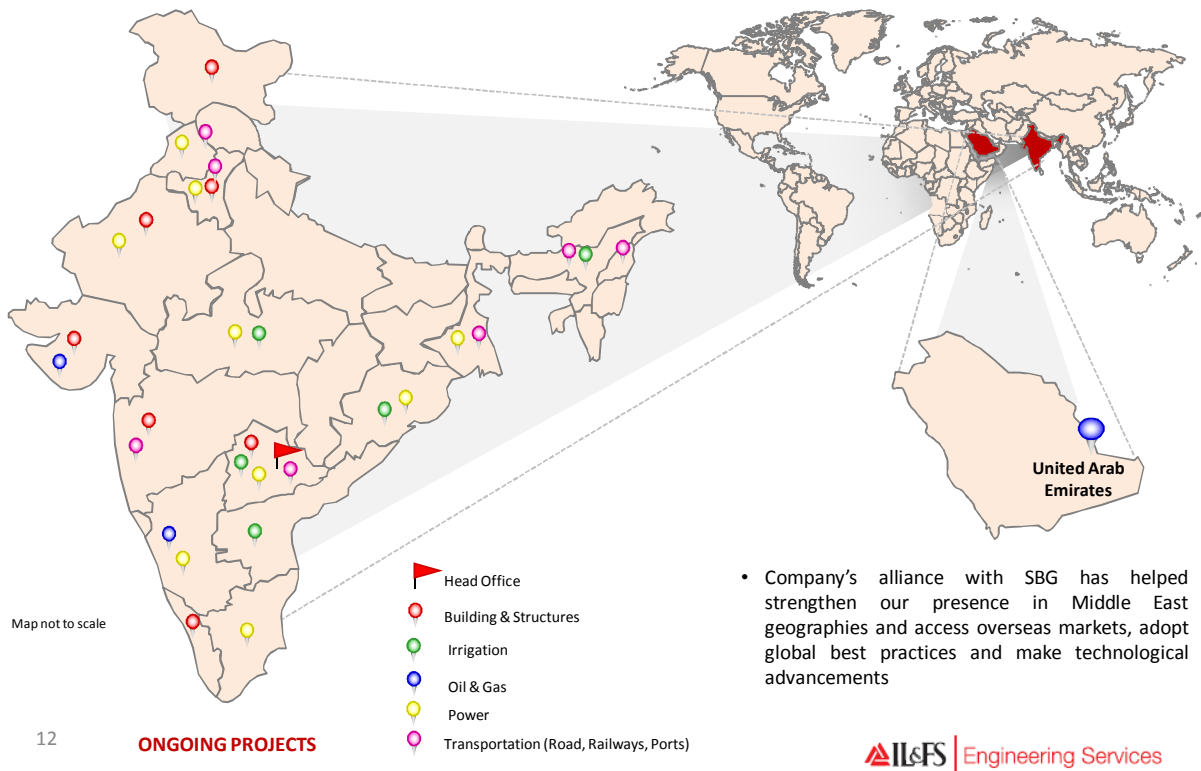 United Arab
Emirates
Head Office
Building & Structures
Irrigation
Oil & Gas
Power
Transportation (Road, Railways, Ports)
Map not to scale
• Company's alliance with SBG has helped
strengthen our presence in Middle East
geographies and access overseas markets, adopt
global best practices and make technological
advancements
12
ONGOING PROJECTS
IL&FS Engineering Services